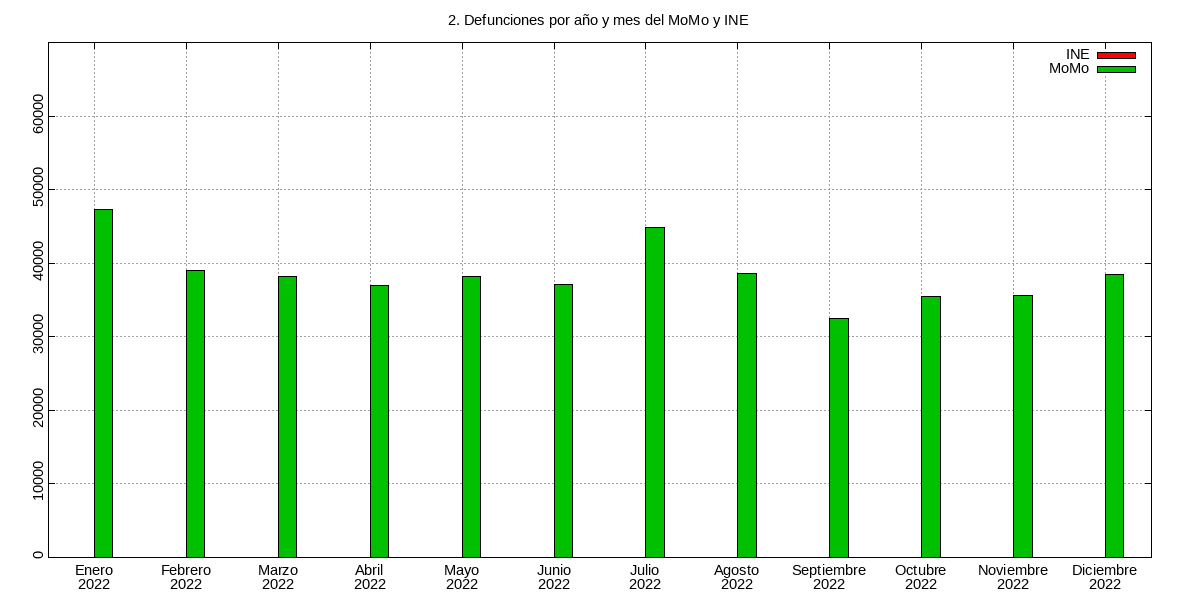 2. Defunciones por año y mes del MoMo y INE
INE
MoMo
60000
50000
40000
30000
20000
10000
0
Enero Febrero Marzo Abril Mayo Junio Julio Agosto Septiembre Octubre Noviembre Diciembre
2022 2022 2022 2022 2022 2022 2022 2022 2022 2022 2022 2022